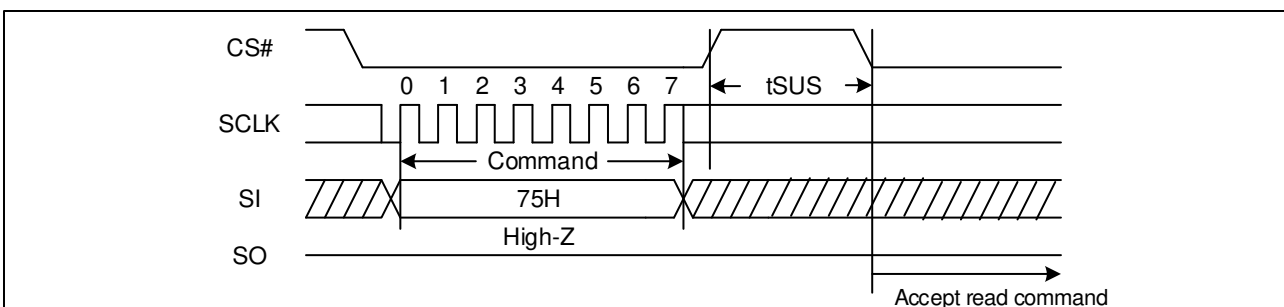 CS#
0 1 2 3 4 5 6 7
tSUS
SCLK
Command
SI
75H
High-Z
SO
Accept read command